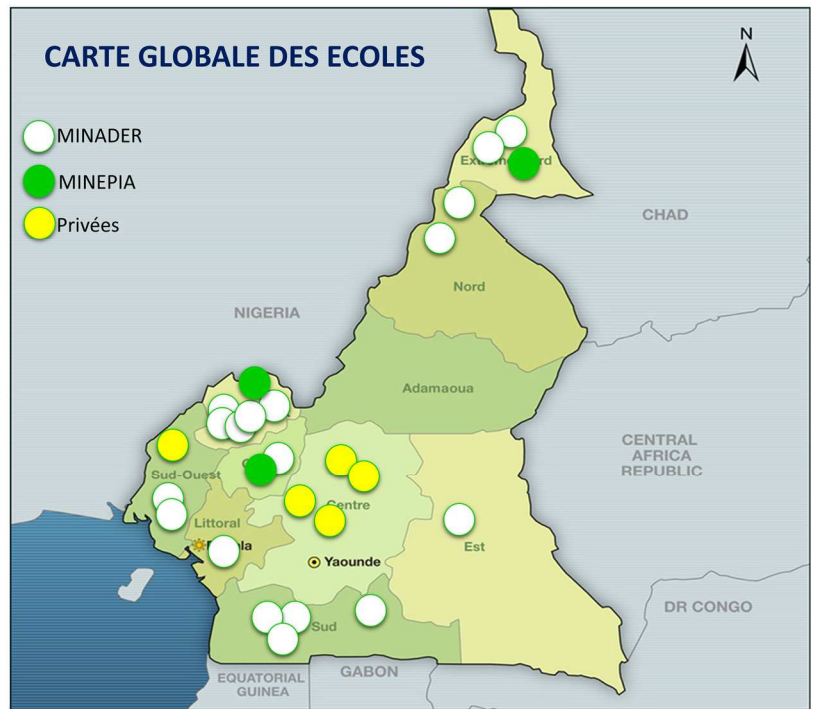 CARTE GLOBALE DES ECOLES
N
MINADER
MINEPIA
Privées
CHAD
Nord
NIGERIA
Adamaoua
CENTRAL
AFRICA
REPUBLIC
Sud-Ouest
Centre
Littoral
Est
Yaounde
DR CONGO
Sud
GABON
EQUATORIAL
GUINEA